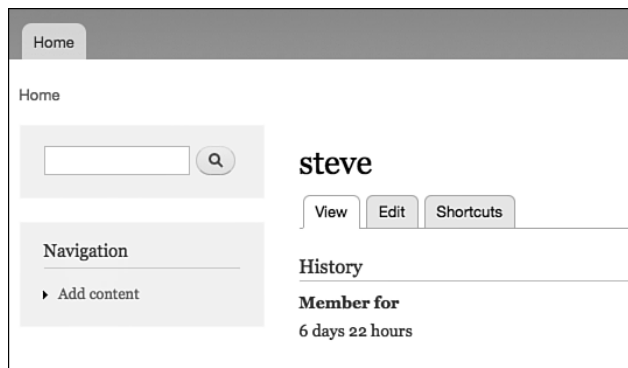 Home
Home
steve
View Edit Shortcuts
Navigation
Add content
History
Member for
6 days 22 hours